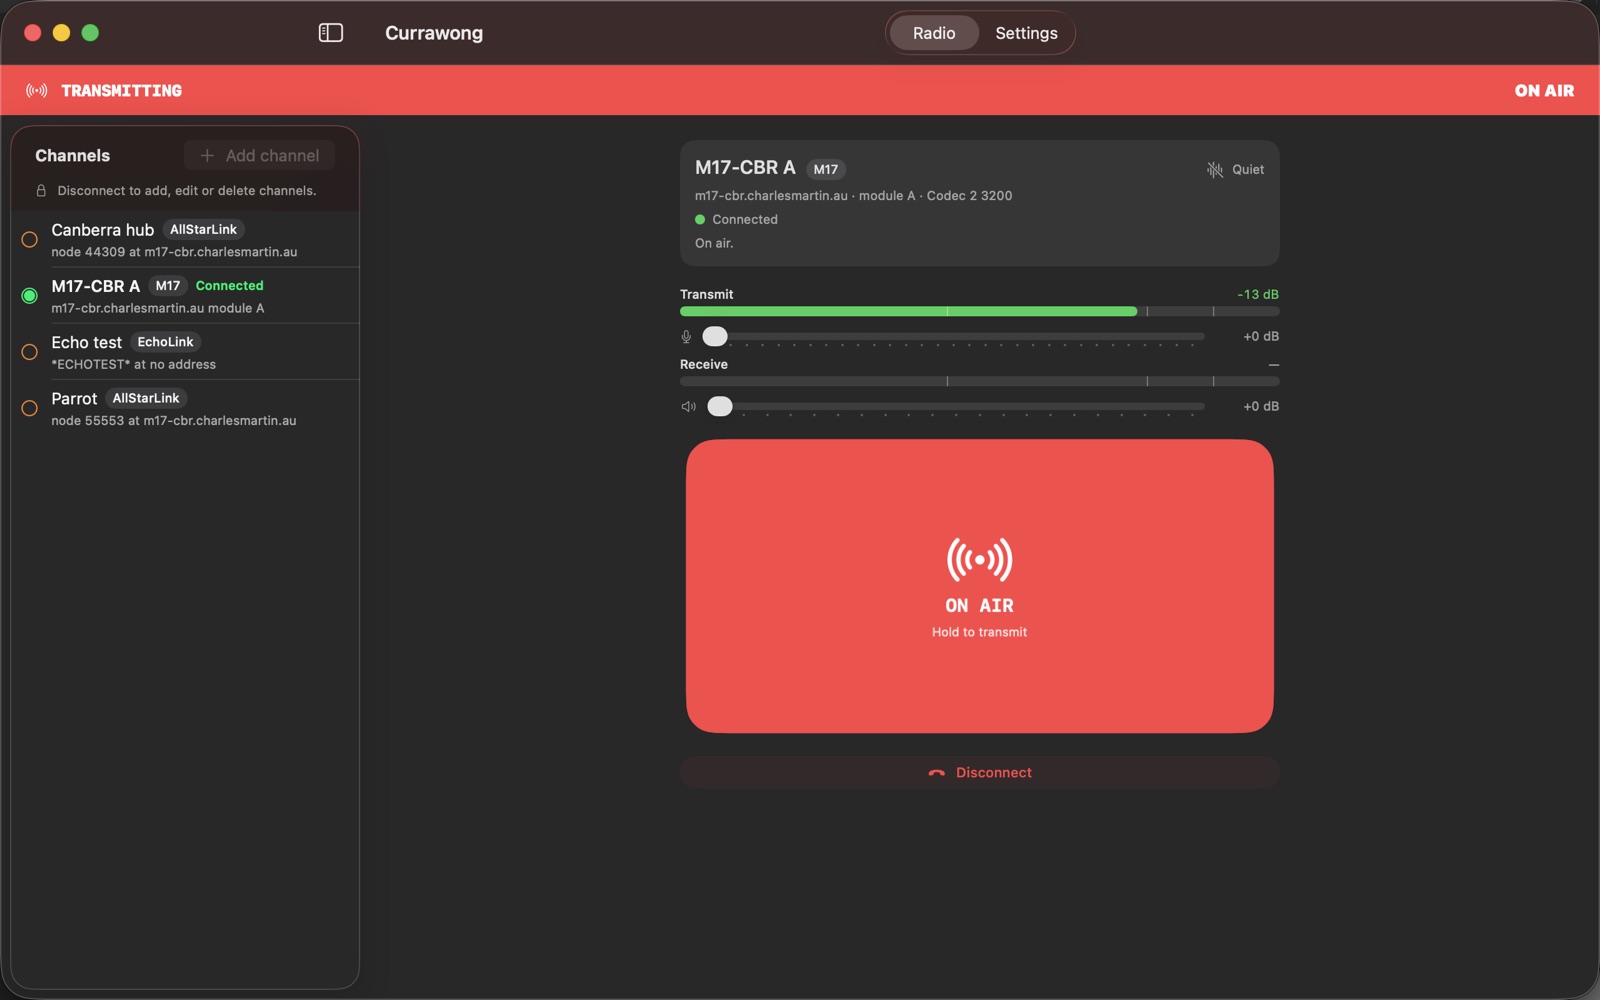 Currawong
Radio
Settings
TRANSMITTING
ON AIR
Channels
+ Add channel
Disconnect to add, edit or delete channels.
Canberra hub AllStarLink
node 44309 at m17-cbr.charlesmartin.au
M17-CBR A M17 Connected
m17-cbr.charlesmartin.au module A
Echo test EchoLink
*ECHOTEST* at no address
Parrot AllStarLink
node 55553 at m17-cbr.charlesmartin.au
M17-CBR A M17
Quiet
m17-cbr.charlesmartin.au · module A · Codec 2 3200
Connected
On air.
Transmit -13 dB
+0 dB
Receive —
+0 dB
ON AIR
Hold to transmit
Disconnect